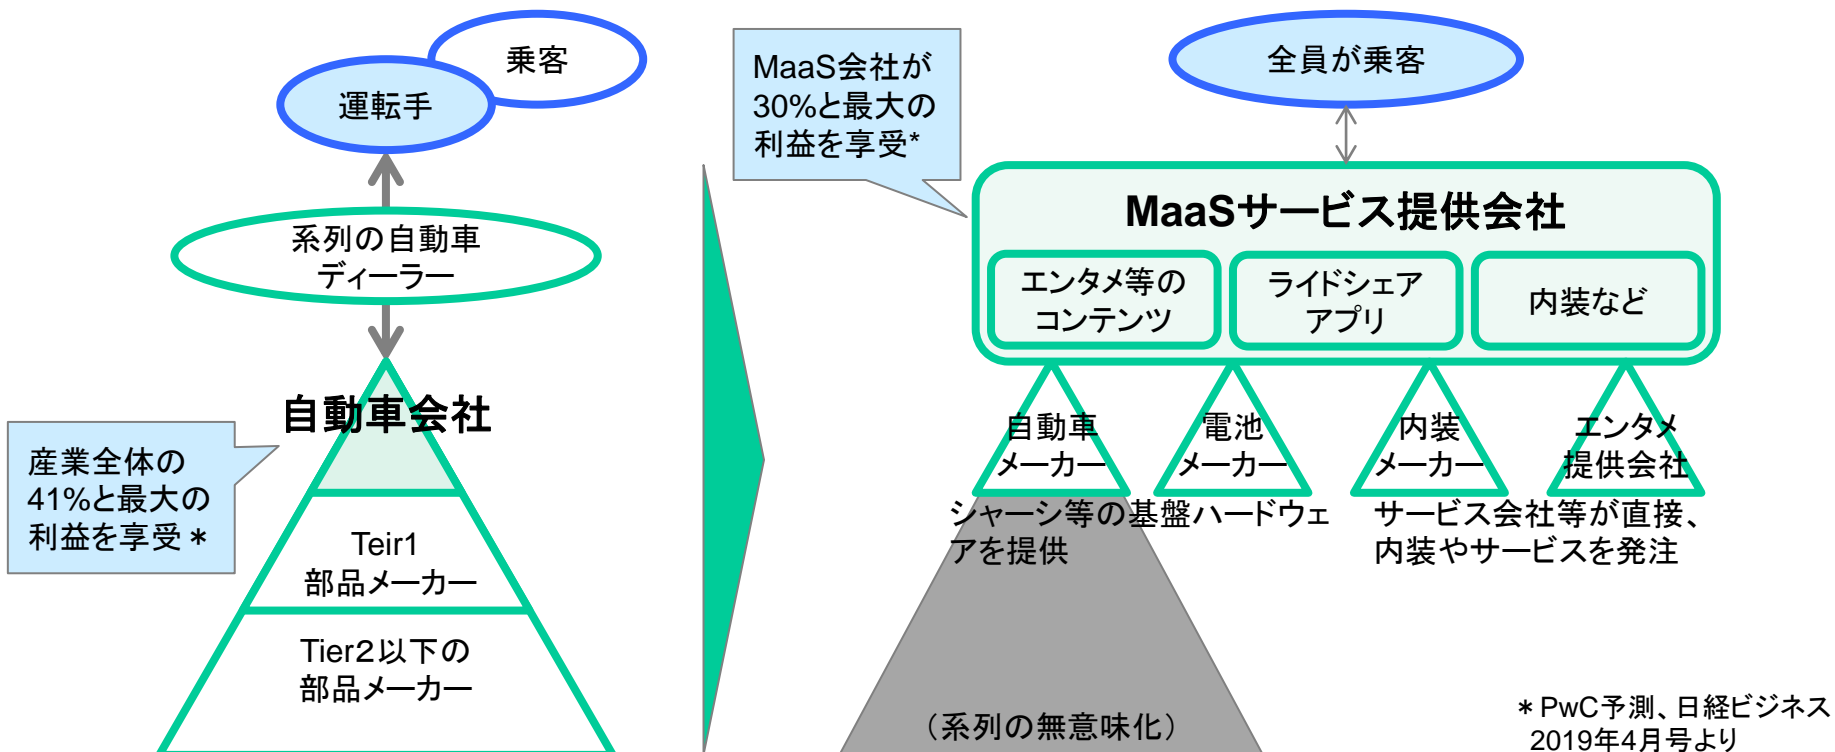 乗客
運転手
系列の自動車
ディーラー
自動車会社
産業全体の
41%と最大の
利益を享受＊
Teir1
部品メーカー
Tier２以下の
部品メーカー
MaaS会社が
30%と最大の
利益を享受*
全員が乗客
MaaSサービス提供会社
エンタメ等の
コンテンツ
ライドシェア
アプリ
内装など
自動車
メーカー
電池
メーカー
内装
メーカー
エンタメ
提供会社
シャーシ等の基盤ハードウェ
アを提供
サービス会社等が直接、
内装やサービスを発注
（系列の無意味化）
＊PwC予測、日経ビジネス
2019年4月号より